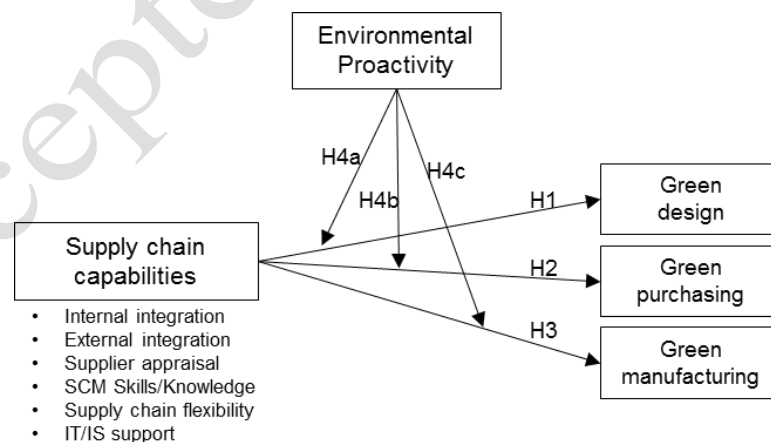 Environmental
Proactivity
H4a
H4b
H4c
H1
Green
design
Supply chain
capabilities
H2
Green
purchasing
H3
Green
manufacturing
• Internal integration
• External integration
• Supplier appraisal
• SCM Skills/Knowledge
• Supply chain flexibility
• IT/IS support